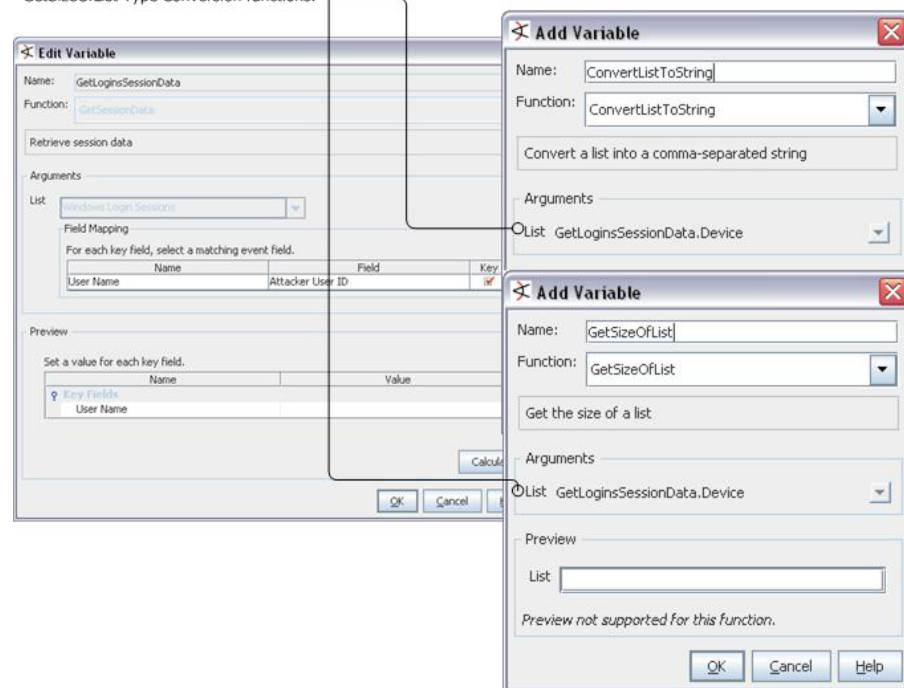 GetSizeOfList Type Conversion functions.
Edit Variable
Name: GetLoginsSessionData
Function: GetSessionData
Retrieve session data
Arguments
List Windows Login Sessions
Field Mapping
For each key field, select a matching event field.
Name Field Key
User Name Attacker User ID
Preview
Set a value for each key field.
Name Value
Key Fields
User Name
OK Cancel
Add Variable
Name: ConvertListToString
Function: ConvertListToString
Convert a list into a comma-separated string
Arguments
List GetLoginsSessionData.Device
Add Variable
Name: GetSizeOfList
Function: GetSizeOfList
Get the size of a list
Arguments
List GetLoginsSessionData.Device
Preview
List
Preview not supported for this function.
OK Cancel Help